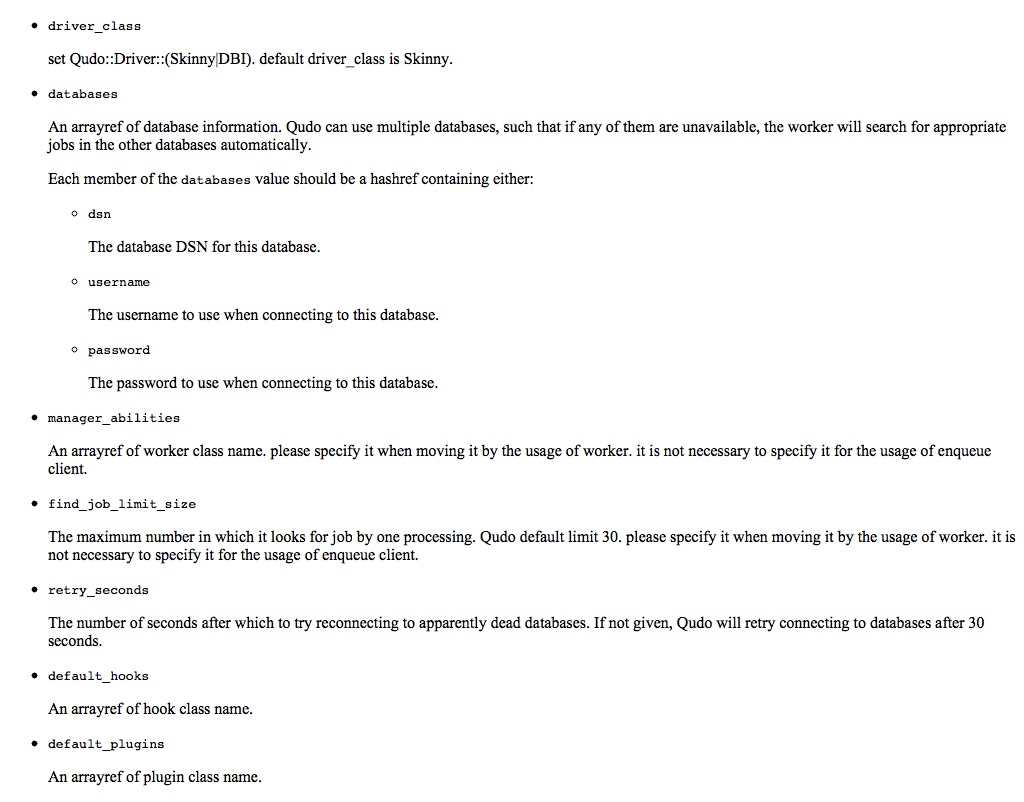 driver_class
set Qudo::Driver::(Skinny|DBI). default driver_class is Skinny.
databases
An arrayref of database information. Qudo can use multiple databases, such that if any of them are unavailable, the worker will search for appropriate
jobs in the other databases automatically.
Each member of the databases value should be a hashref containing either:
dsn
The database DSN for this database.
username
The username to use when connecting to this database.
password
The password to use when connecting to this database.
manager_abilities
An arrayref of worker class name. please specify it when moving it by the usage of worker. it is not necessary to specify it for the usage of enqueue
client.
find_job_limit_size
The maximum number in which it looks for job by one processing. Qudo default limit 30. please specify it when moving it by the usage of worker. it is
not necessary to specify it for the usage of enqueue client.
retry_seconds
The number of seconds after which to try reconnecting to apparently dead databases. If not given, Qudo will retry connecting to databases after 30
seconds.
default_hooks
An arrayref of hook class name.
default_plugins
An arrayref of plugin class name.